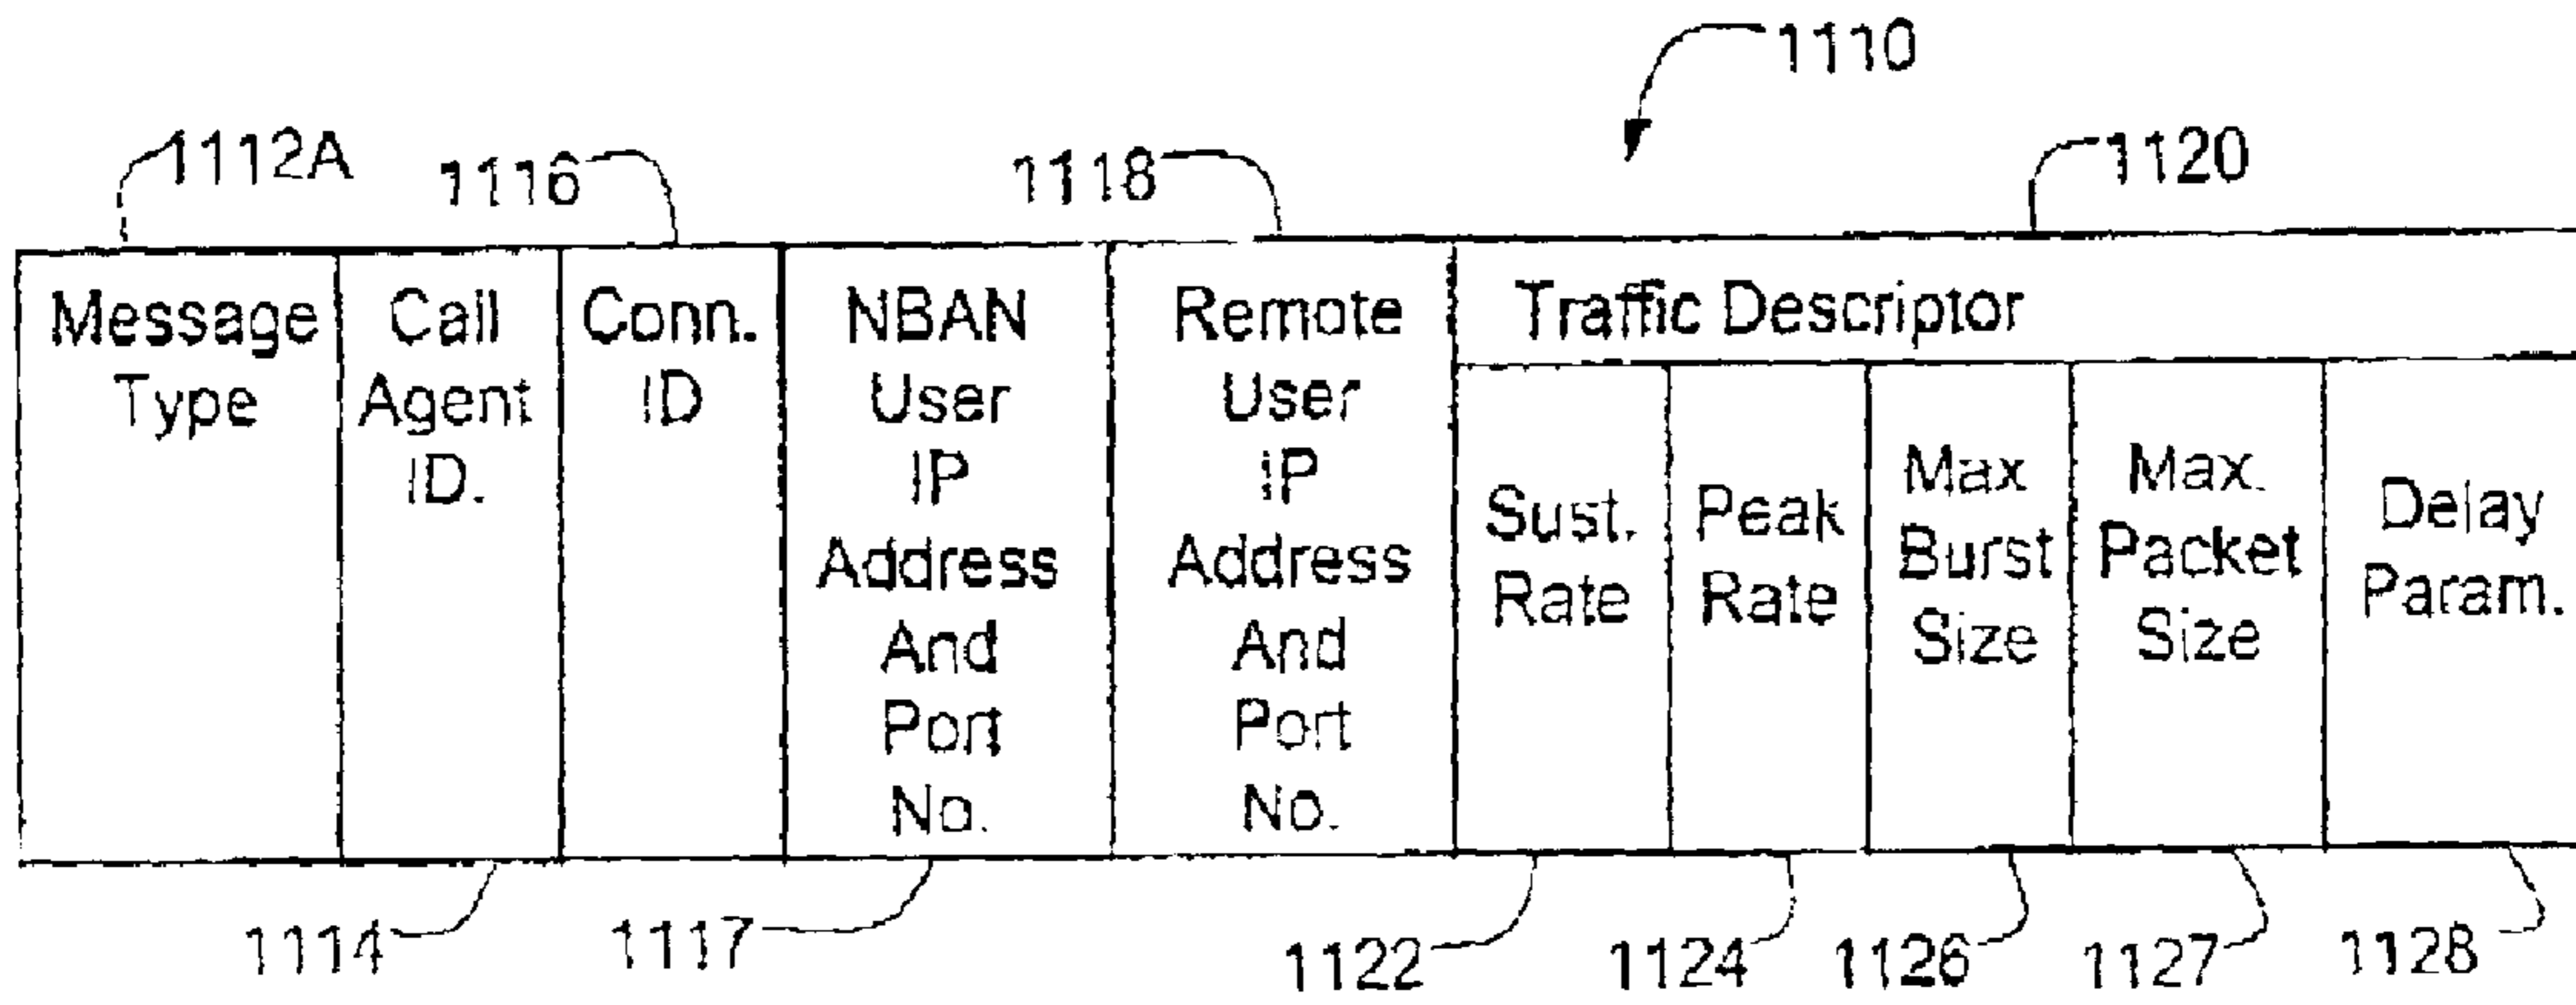 1110
1112A
1116
1118
1120
Message
Type
Call
Agent
ID.
Conn.
ID
NBAN
User
IP
Address
And
Port
No.
Remote
User
IP
Address
And
Port
No.
Traffic Descriptor
Sust.
Rate
Peak
Rate
Max
Burst
Size
Max.
Packet
Size
Delay
Param.
1114
1117
1122
1124
1126
1127
1128